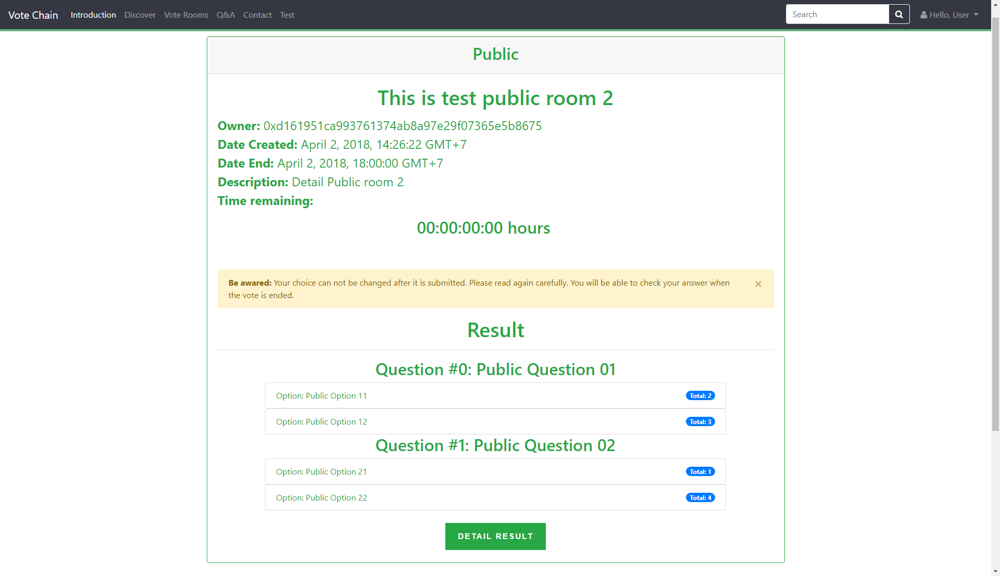 Vote Chain Introduction Discover Vote Rooms Q&A Contact Test Search Hello, User
Public
This is test public room 2
Owner: 0xd161951ca993761374ab8a97e29f07365e5b8675
Date Created: April 2, 2018, 14:26:22 GMT+7
Date End: April 2, 2018, 18:00:00 GMT+7
Description: Detail Public room 2
Time remaining:
00:00:00:00 hours
Be awared: Your choice can not be changed after it is submitted. Please read again carefully. You will be able to check your answer when
the vote is ended.
×
Result
Question #0: Public Question 01
Option: Public Option 11 Total: 2
Option: Public Option 12 Total: 3
Question #1: Public Question 02
Option: Public Option 21 Total: 1
Option: Public Option 22 Total: 4
DETAIL RESULT